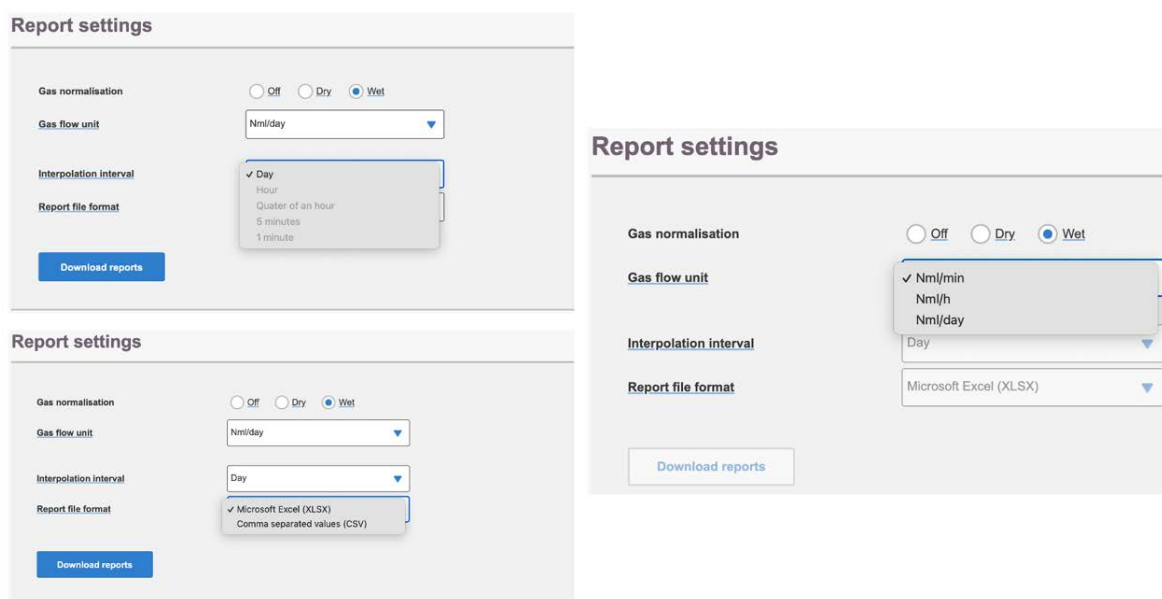 Report settings
Gas normalisation Off Dry Wet
Gas flow unit Nml/day
Interpolation interval ✓ Day
Hour
Quater of an hour
Report file format
5 minutes
1 minute
Download reports
Report settings
Gas normalisation Off Dry Wet
Gas flow unit Nml/day
Interpolation interval Day
Report file format ✓ Microsoft Excel (XLSX)
Comma separated values (CSV)
Download reports
Report settings
Gas normalisation Off Dry Wet
Gas flow unit ✓ Nml/min
Nml/h
Nml/day
Interpolation interval Day
Report file format Microsoft Excel (XLSX)
Download reports